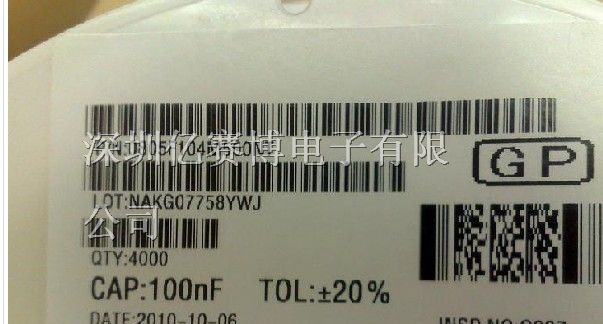 深圳亿赛博电子有限公司
GP
LOT:NAKG07758YWJ
QTY:4000
CAP:100nF TOL:±20%
DATE:2010-10-06